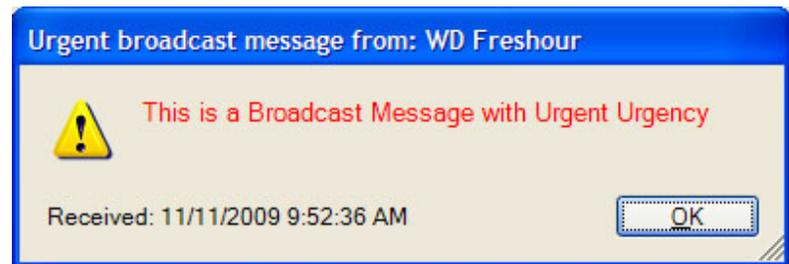 Urgent broadcast message from: WD Freshour
This is a Broadcast Message with Urgent Urgency
Received: 11/11/2009 9:52:36 AM
OK